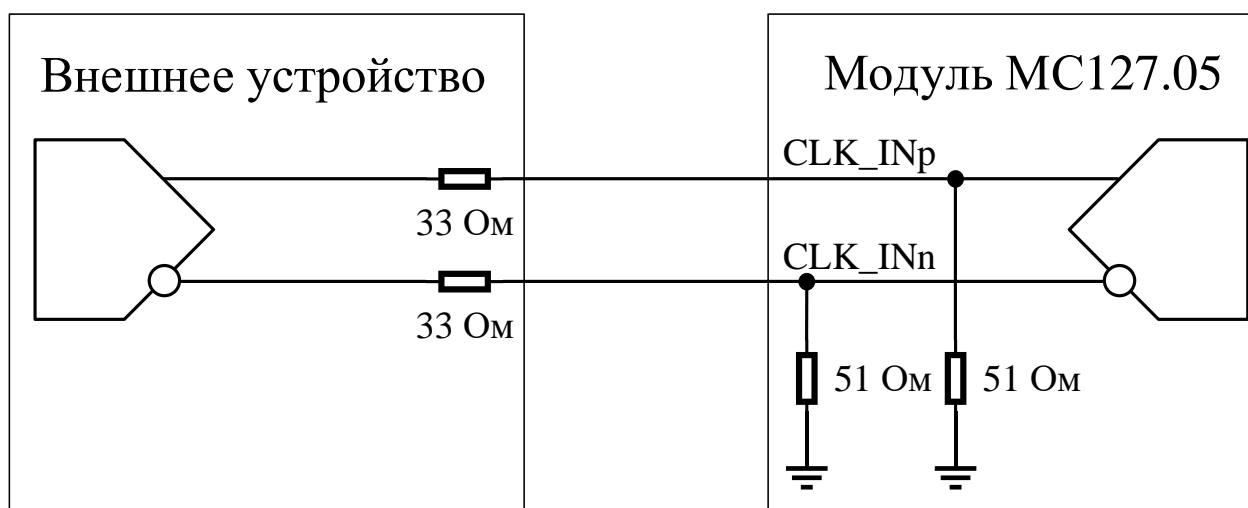 Внешнее устройство
Модуль МС127.05
CLK_INp
33 Ом
CLK_INn
33 Ом
51 Ом
51 Ом